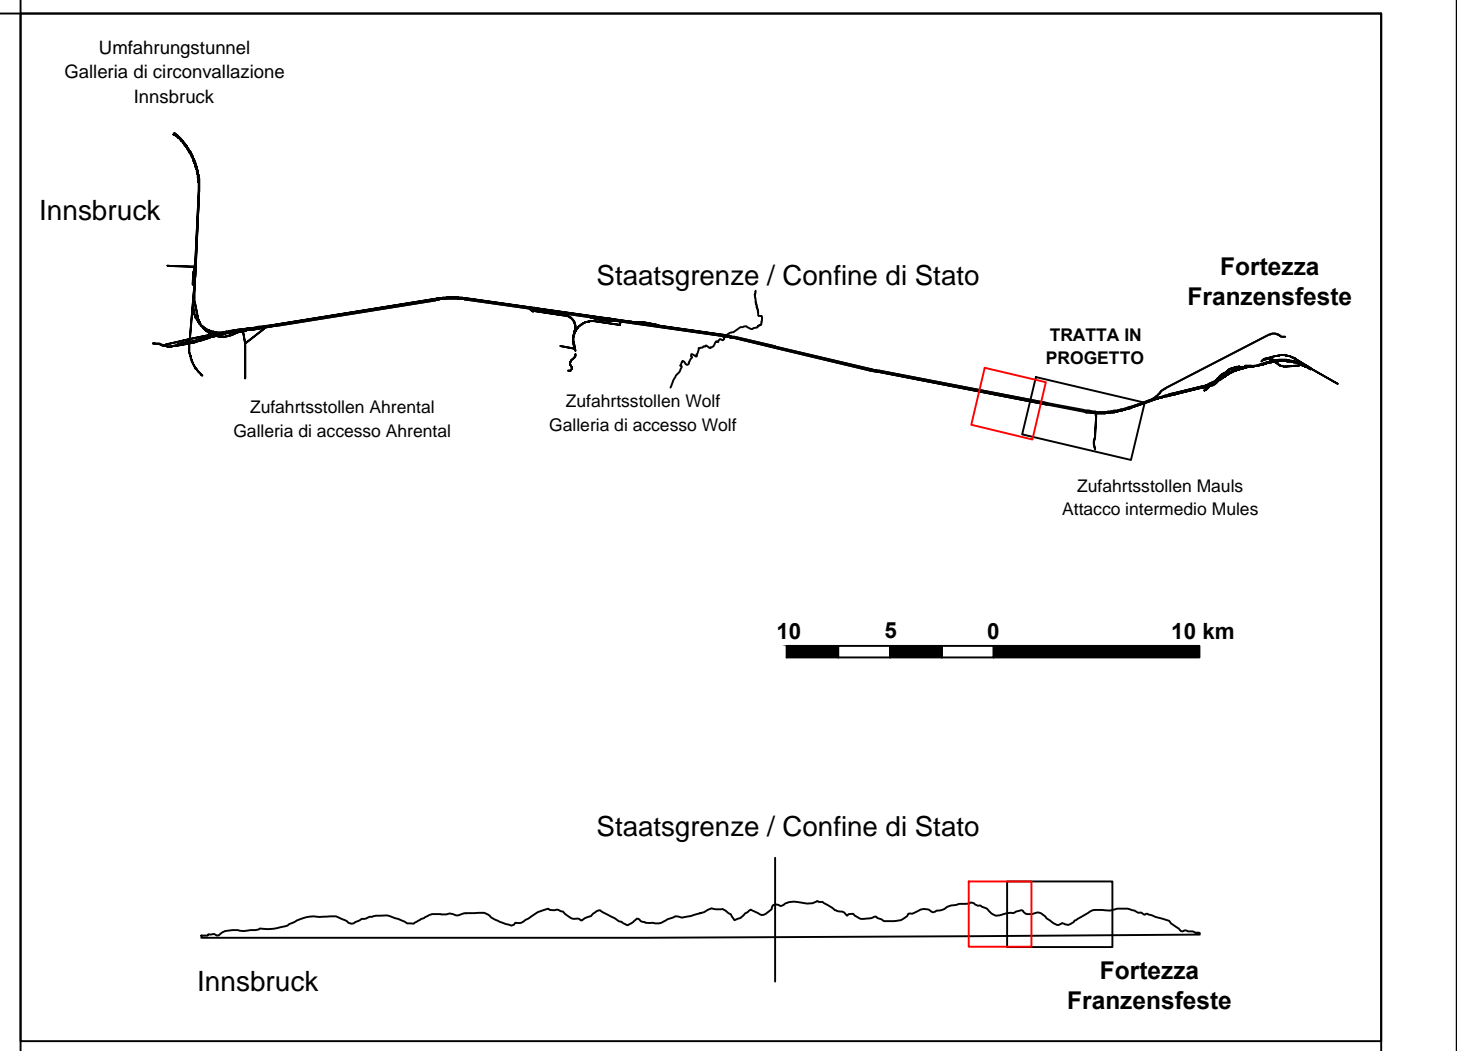 Umfahrungstunnel
Galleria di circonvallazione
Innsbruck
Innsbruck
Staatsgrenze / Confine di Stato
Fortezza
Franzensfeste
TRATTA IN
PROGETTO
Zufahrtsstollen Ahrental
Galleria di accesso Ahrental
Zufahrtsstollen Wolf
Galleria di accesso Wolf
Zufahrtsstollen Mauls
Attacco intermedio Mules
10 5 0 10 km
Staatsgrenze / Confine di Stato
Innsbruck
Fortezza
Franzensfeste